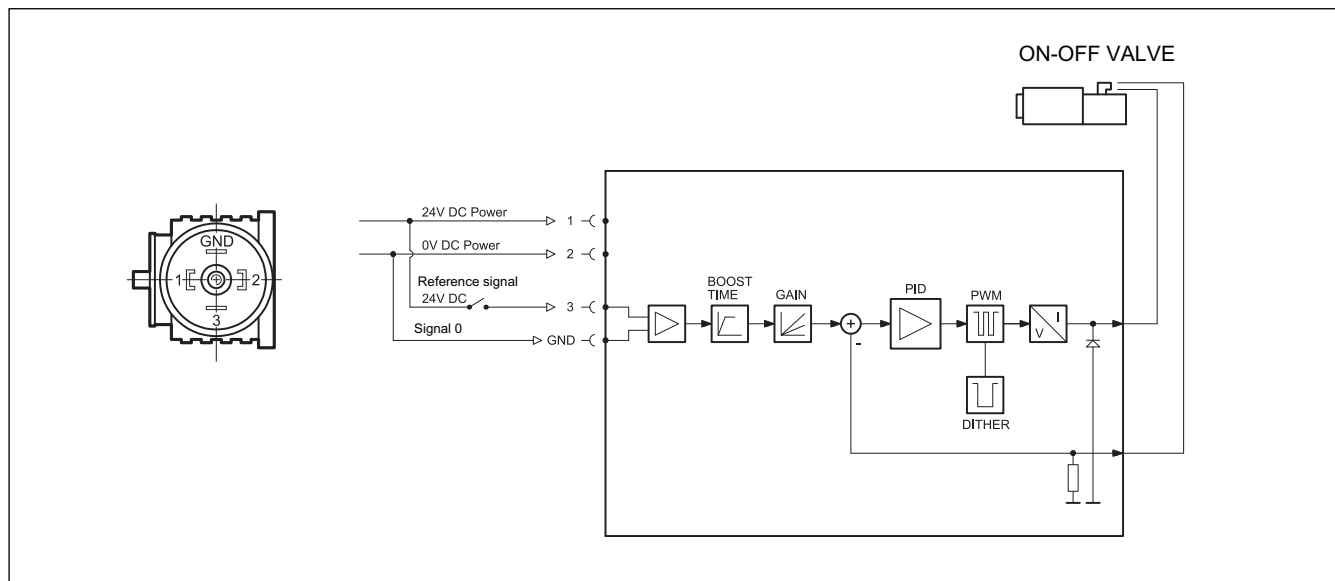 ON-OFF VALVE
GND
1
2
3
24V DC Power
1
0V DC Power
2
Reference signal
24V DC
3
Signal 0
GND
BOOST
TIME
GAIN
PID
PWM
+
-
I
V
DITHER